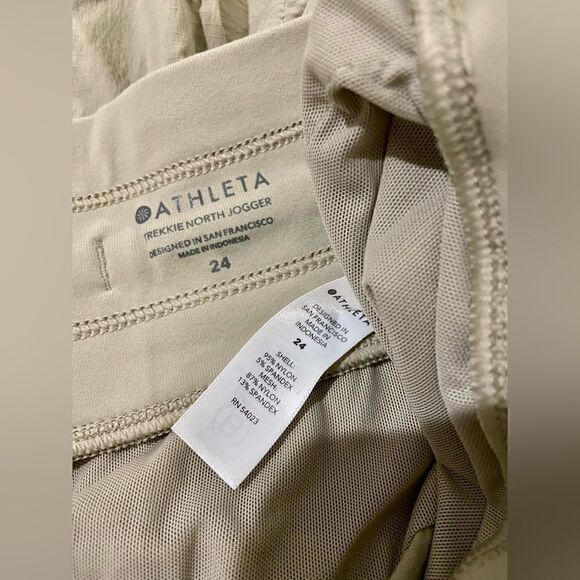 ATHLETA
TREKKIE NORTH JOGGER
DESIGNED IN SAN FRANCISCO
MADE IN INDONESIA
24
ATHLETA
DESIGNED IN
SAN FRANCISCO
MADE IN
INDONESIA
24
SHELL:
95% NYLON
5% SPANDEX
MESH:
87% NYLON
13% SPANDEX
RN 54023